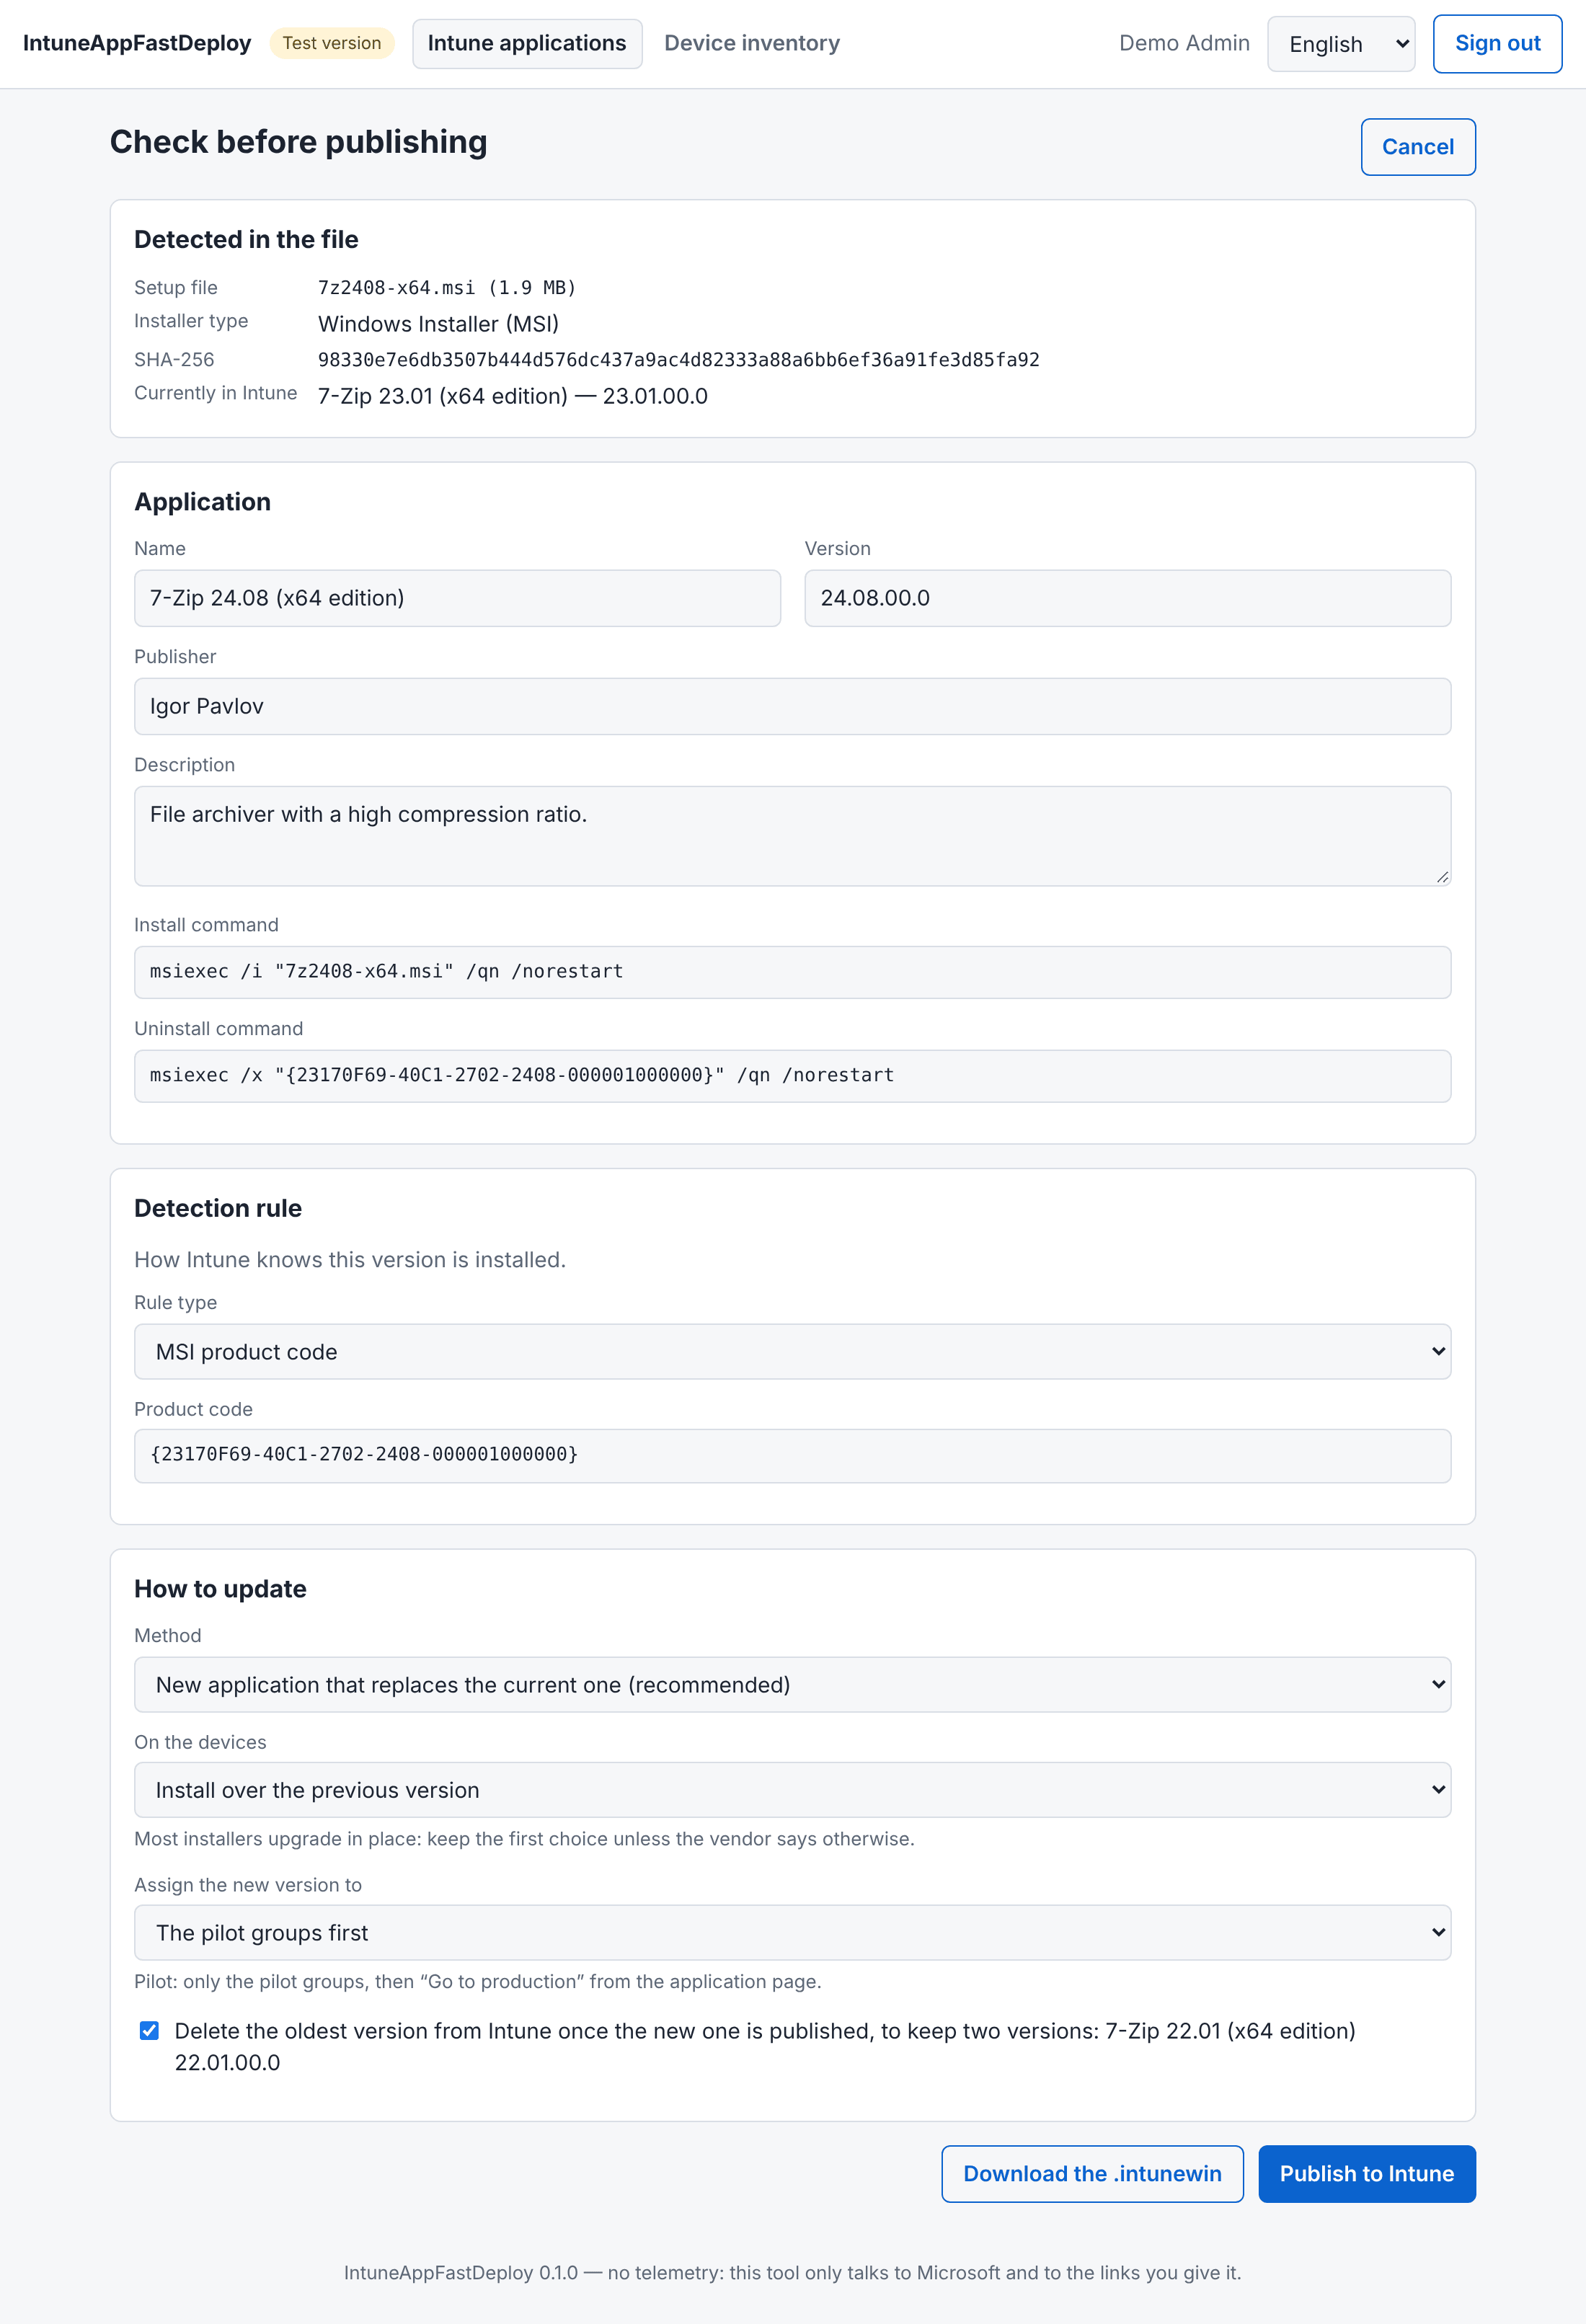 IntuneAppFastDeploy Test version Intune applications Device inventory Demo Admin English Sign out
Check before publishing Cancel
Detected in the file
Setup file 7z2408-x64.msi (1.9 MB)
Installer type Windows Installer (MSI)
SHA-256 98330e7e6db3507b444d576dc437a9ac4d82333a88a6bb6ef36a91fe3d85fa92
Currently in Intune 7-Zip 23.01 (x64 edition) — 23.01.00.0
Application
Name Version
7-Zip 24.08 (x64 edition) 24.08.00.0
Publisher
Igor Pavlov
Description
File archiver with a high compression ratio.
Install command
msiexec /i "7z2408-x64.msi" /qn /norestart
Uninstall command
msiexec /x "{23170F69-40C1-2702-2408-000001000000}" /qn /norestart
Detection rule
How Intune knows this version is installed.
Rule type
MSI product code
Product code
{23170F69-40C1-2702-2408-000001000000}
How to update
Method
New application that replaces the current one (recommended)
On the devices
Install over the previous version
Most installers upgrade in place: keep the first choice unless the vendor says otherwise.
Assign the new version to
The pilot groups first
Pilot: only the pilot groups, then “Go to production” from the application page.
Delete the oldest version from Intune once the new one is published, to keep two versions: 7-Zip 22.01 (x64 edition)
22.01.00.0
Download the .intunewin Publish to Intune
IntuneAppFastDeploy 0.1.0 — no telemetry: this tool only talks to Microsoft and to the links you give it.